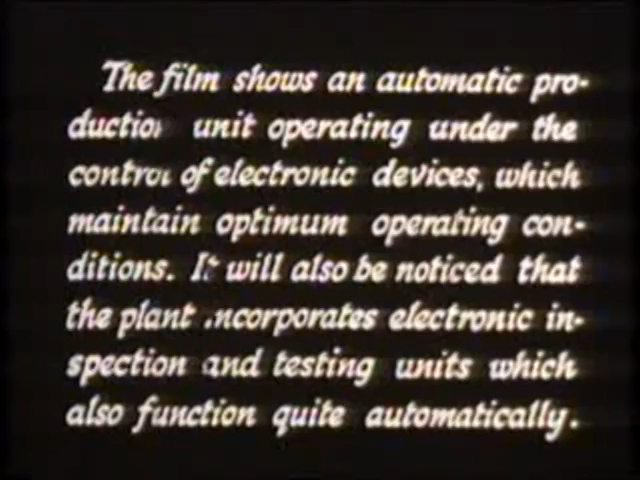 The film shows an automatic pro-
duction unit operating under the
control of electronic devices, which
maintain optimum operating con-
ditions. It will also be noticed that
the plant incorporates electronic in-
spection and testing units which
also function quite automatically.